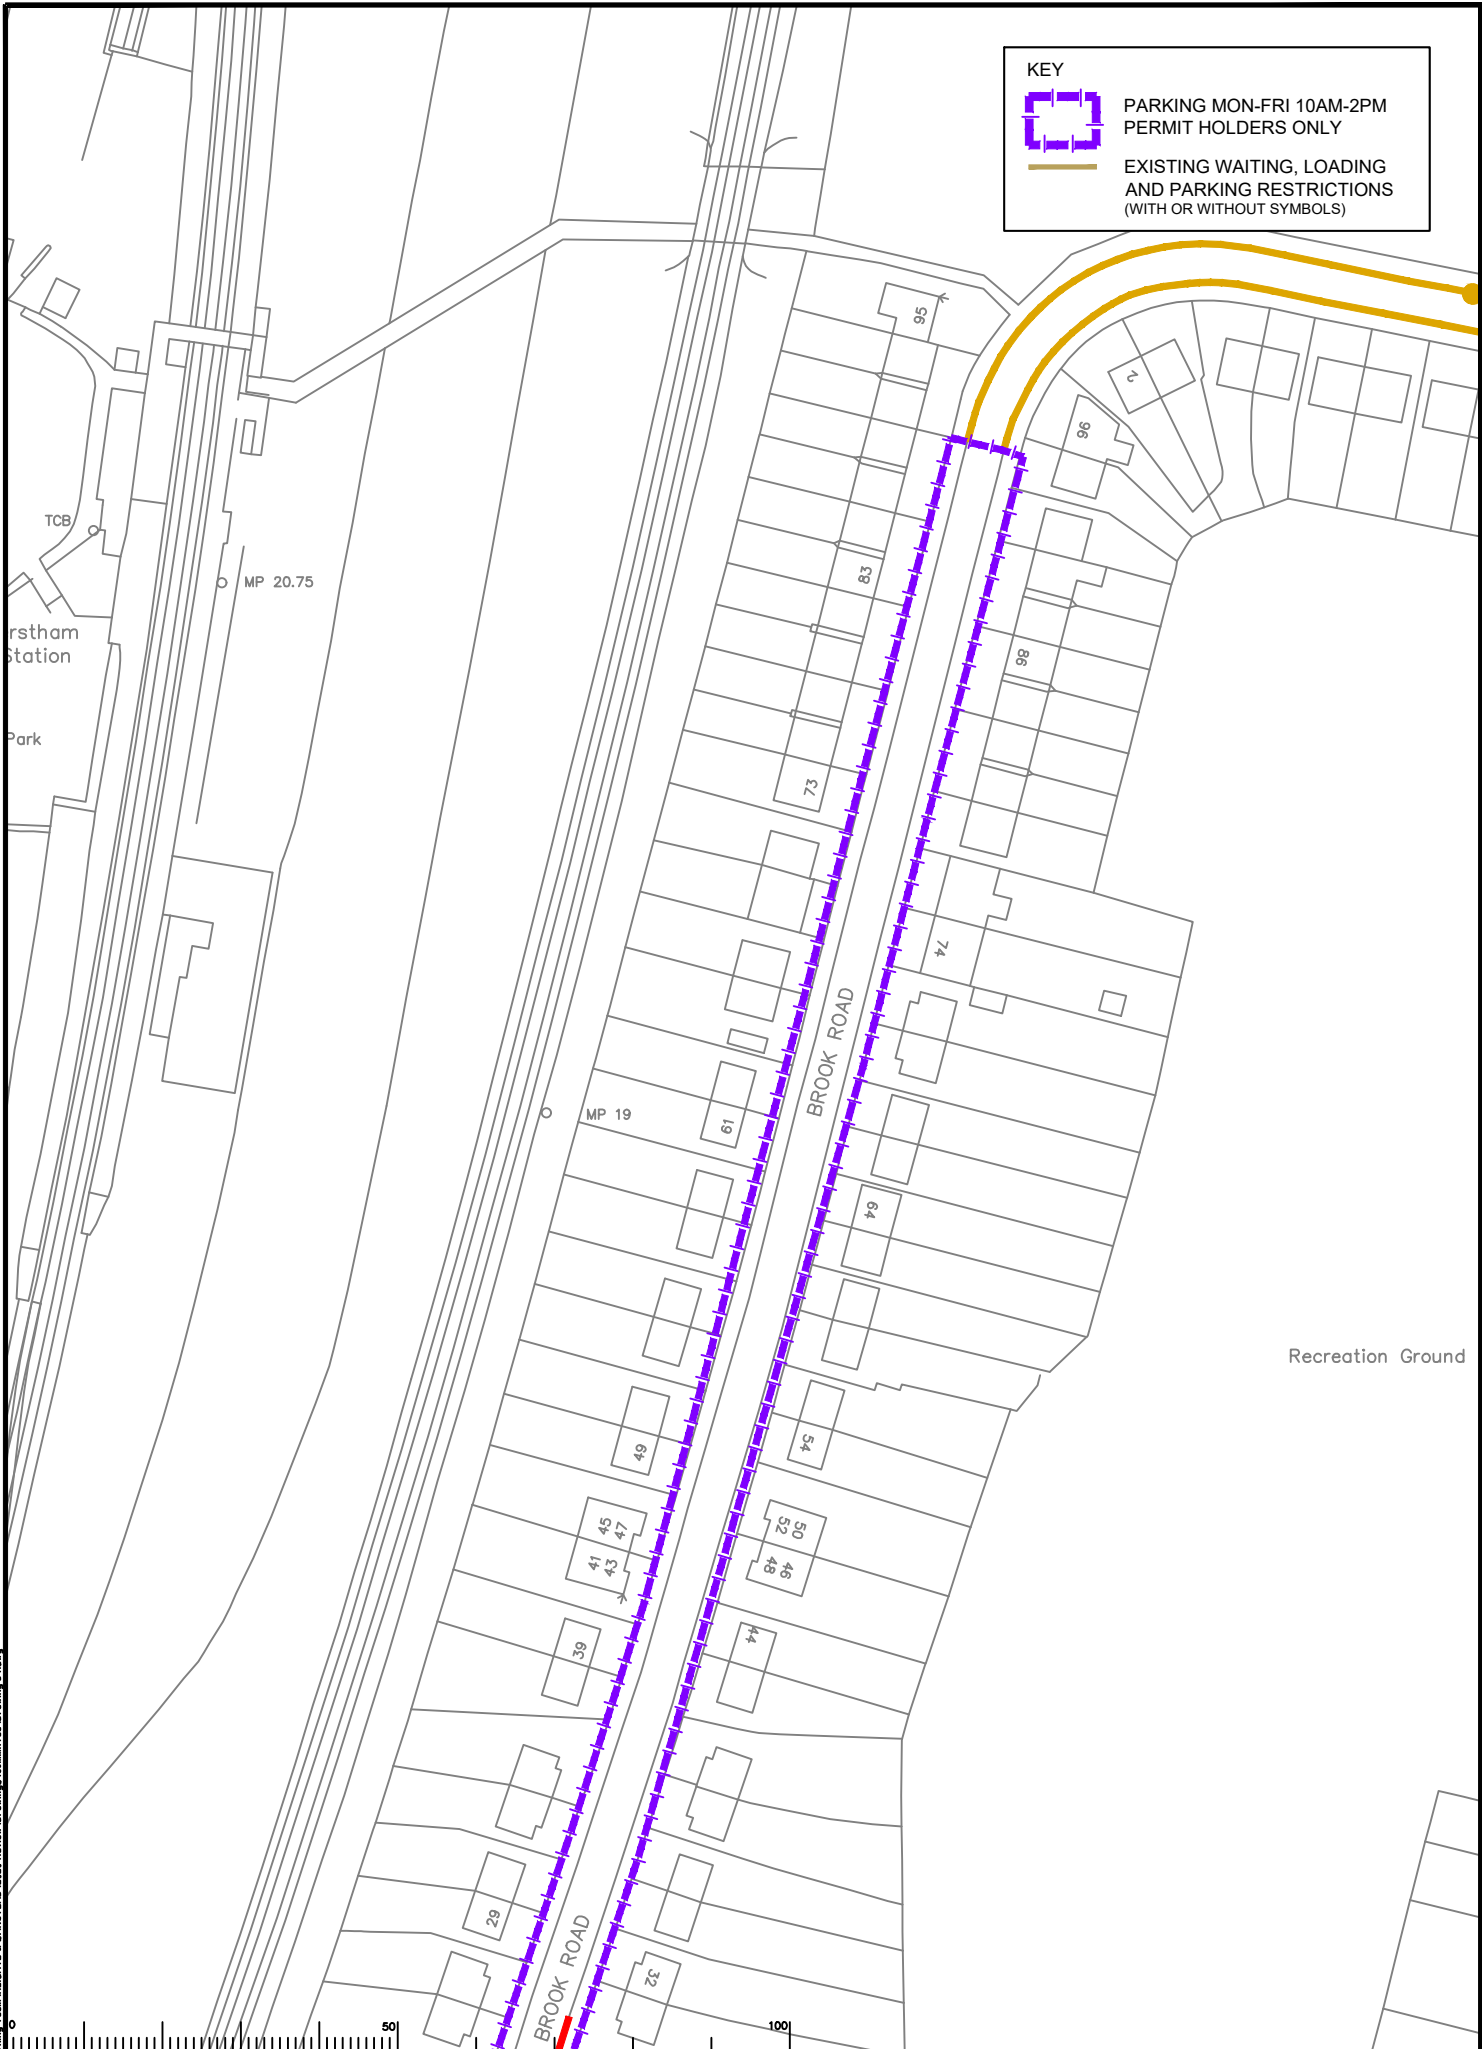 KEY
PARKING MON-FRI 10AM-2PM
PERMIT HOLDERS ONLY
EXISTING WAITING, LOADING
AND PARKING RESTRICTIONS
(WITH OR WITHOUT SYMBOLS)
95
2
96
TCB
MP 20.75
83
rstham
Station
86
Park
73
74
BROOK ROAD
MP 19
61
64
Recreation Ground
49
54
45
47
50
52
41
43
46
48
39
44
29
BROOK ROAD
32
0
50
100